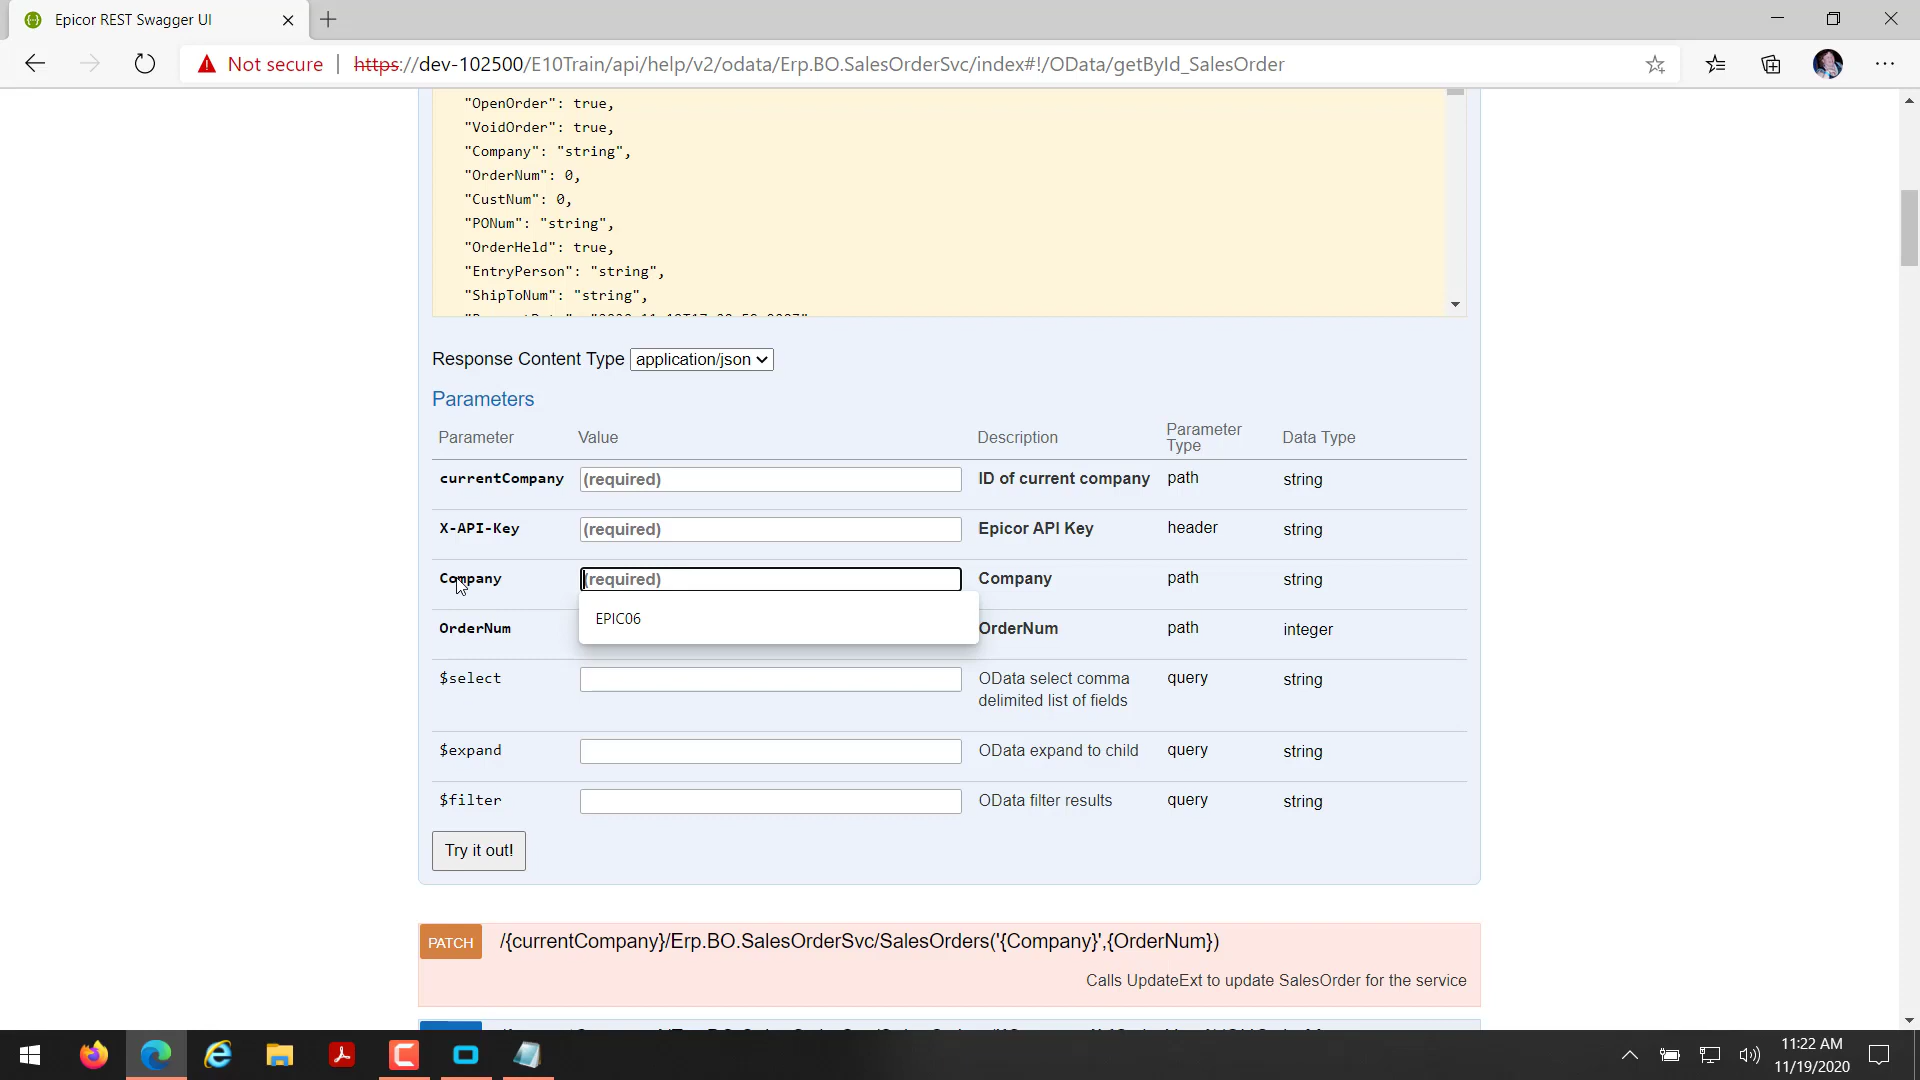 Epicor REST Swagger UI
Not secure | https://dev-102500/E10Train/api/help/v2/odata/Erp.BO.SalesOrderSvc/index#!/OData/getById_SalesOrder
"OpenOrder": true,
"VoidOrder": true,
"Company": "string",
"OrderNum": 0,
"CustNum": 0,
"PONum": "string",
"OrderHeld": true,
"EntryPerson": "string",
"ShipToNum": "string",
Response Content Type application/json
Parameters
Parameter Value Description Parameter Type Data Type
currentCompany (required) ID of current company path string
X-API-Key (required) Epicor API Key header string
Company (required) Company path string
EPIC06
OrderNum OrderNum path integer
$select OData select comma delimited list of fields query string
$expand OData expand to child query string
$filter OData filter results query string
Try it out!
PATCH /{currentCompany}/Erp.BO.SalesOrderSvc/SalesOrders('{Company}',{OrderNum})
Calls UpdateExt to update SalesOrder for the service
11:22 AM
11/19/2020